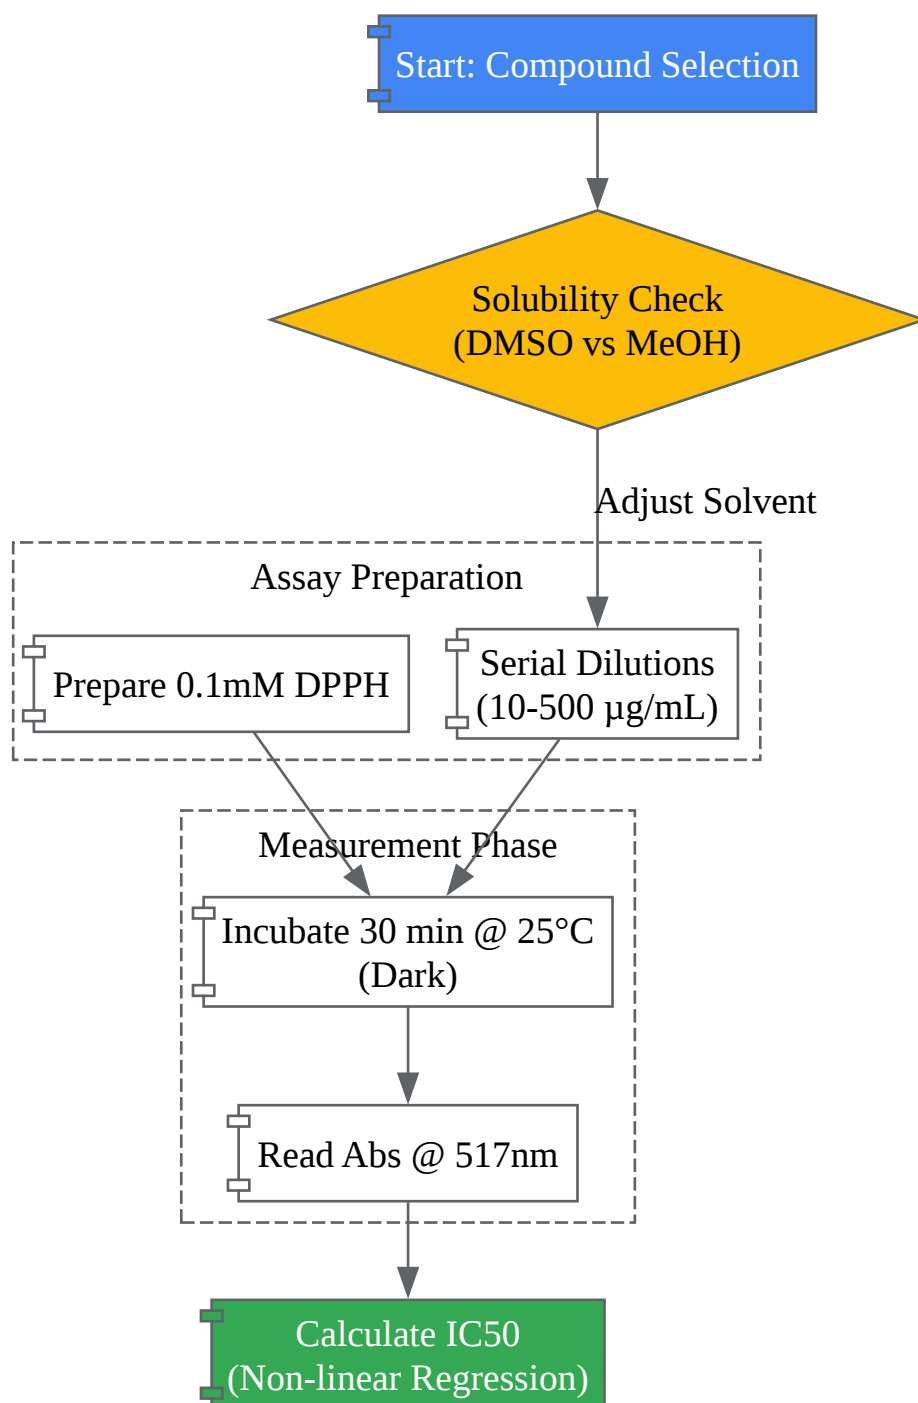 Start: Compound Selection
Solubility Check
(DMSO vs MeOH)
Adjust Solvent
Assay Preparation
Prepare 0.1mM DPPH
Serial Dilutions
(10-500 µg/mL)
Measurement Phase
Incubate 30 min @ 25°C
(Dark)
Read Abs @ 517nm
Calculate IC50
(Non-linear Regression)